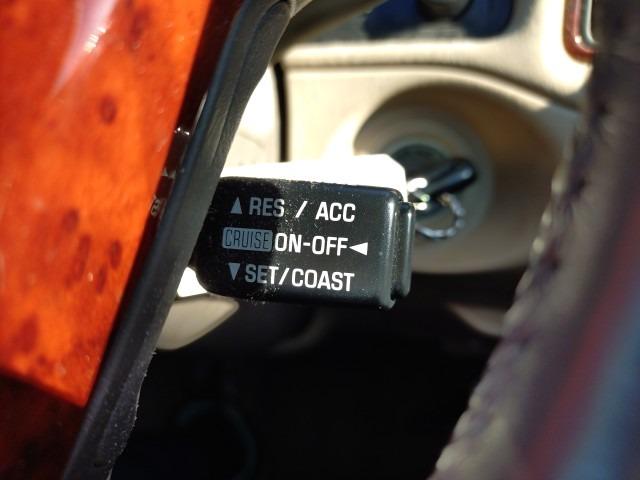 ▲ RES / ACC
CRUISE ON-OFF ◄
▼ SET/COAST